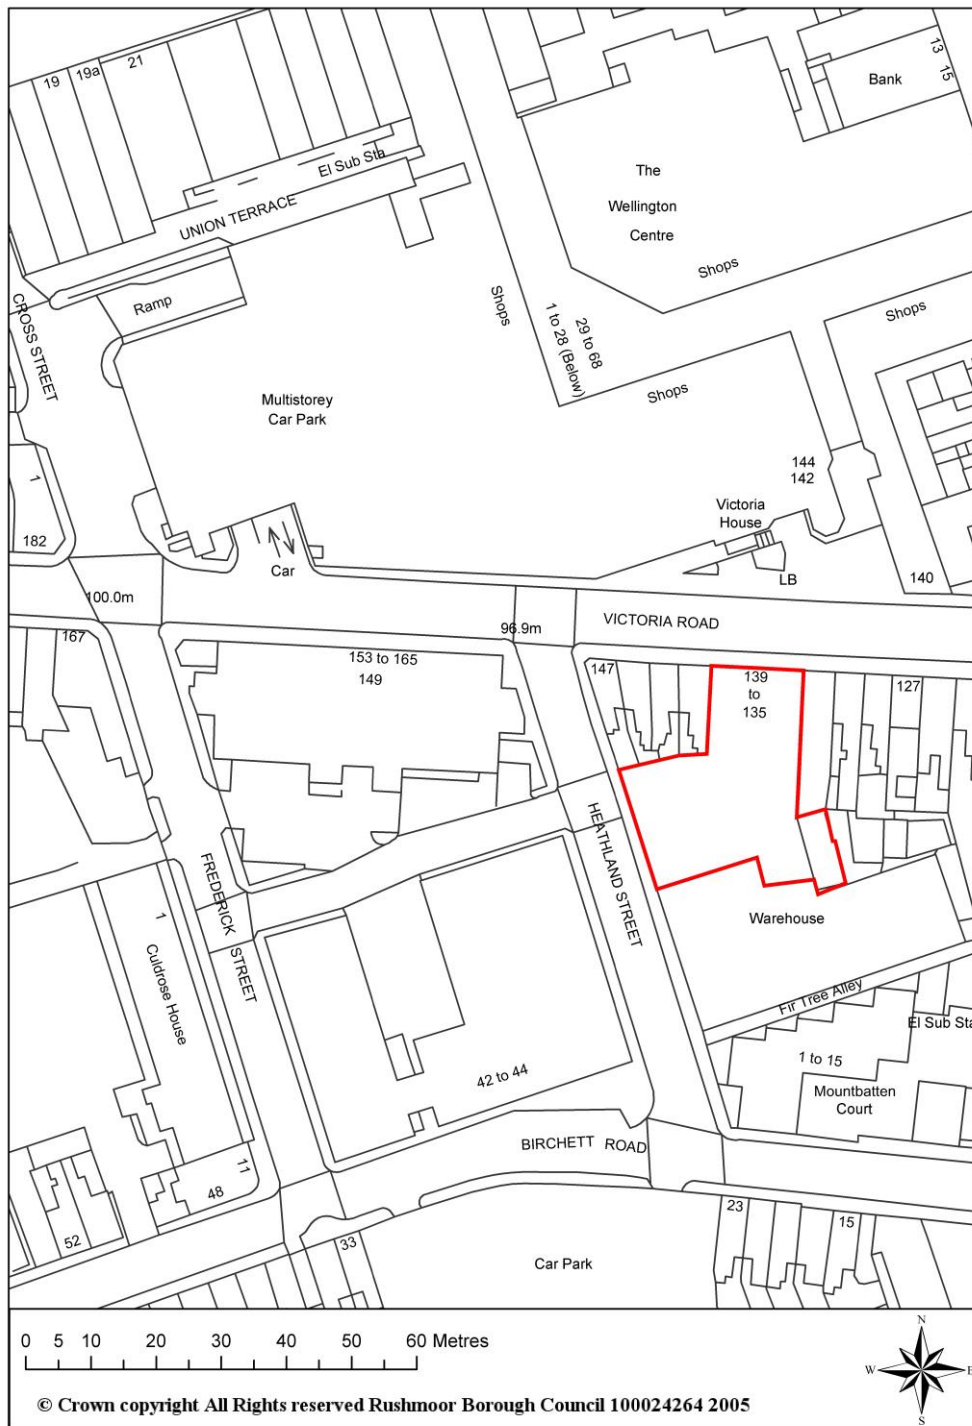 19
19a
21
El Sub Sta
UNION TERRACE
Ramp
CROSS STREET
Multistorey
Car Park
Shops
1 to 28 (Below)
29 to 68
The
Wellington
Centre
Shops
Shops
Shops
Bank
13
15
144
142
Victoria
House
LB
140
1
182
Car
100.0m
96.9m
VICTORIA ROAD
167
153 to 165
149
147
139
to
135
127
HEATHLAND STREET
FREDERICK STREET
Warehouse
Fir Tree Alley
El Sub Sta
1 to 15
Mountbatten
Court
1
Culdrose House
42 to 44
BIRCHETT ROAD
11
48
52
33
Car Park
23
15
0 5 10 20 30 40 50 60 Metres
N
W
E
S
© Crown copyright All Rights reserved Rushmoor Borough Council 100024264 2005